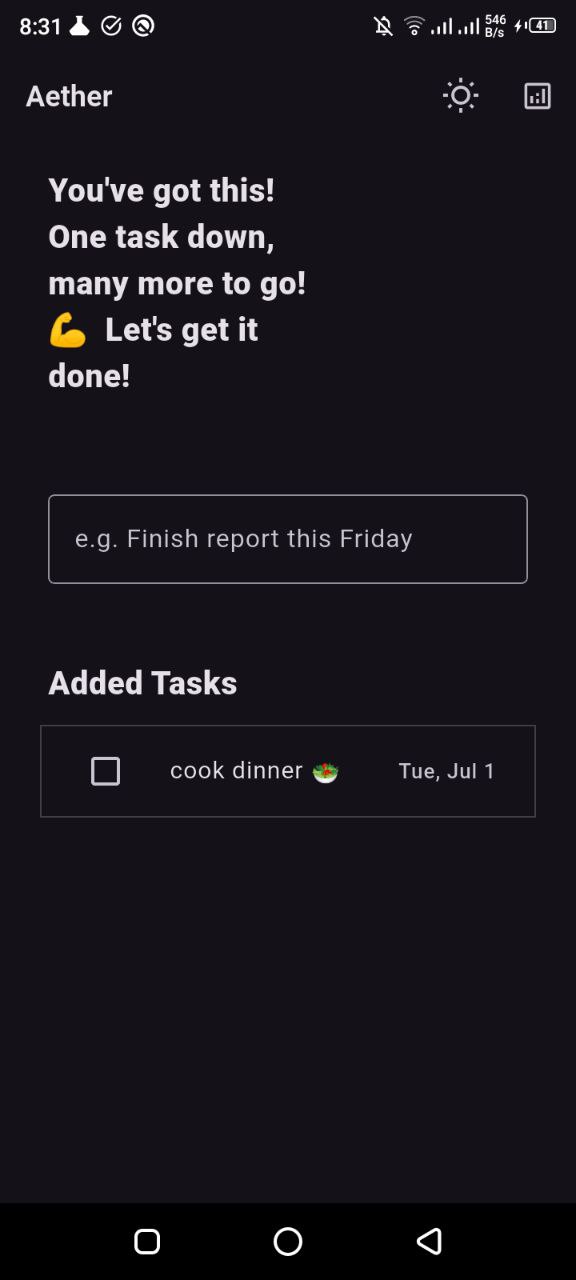 8:31
546
B/s
41
Aether
You've got this!
One task down,
many more to go!
💪 Let's get it
done!
e.g. Finish report this Friday
Added Tasks
cook dinner 🥗 Tue, Jul 1